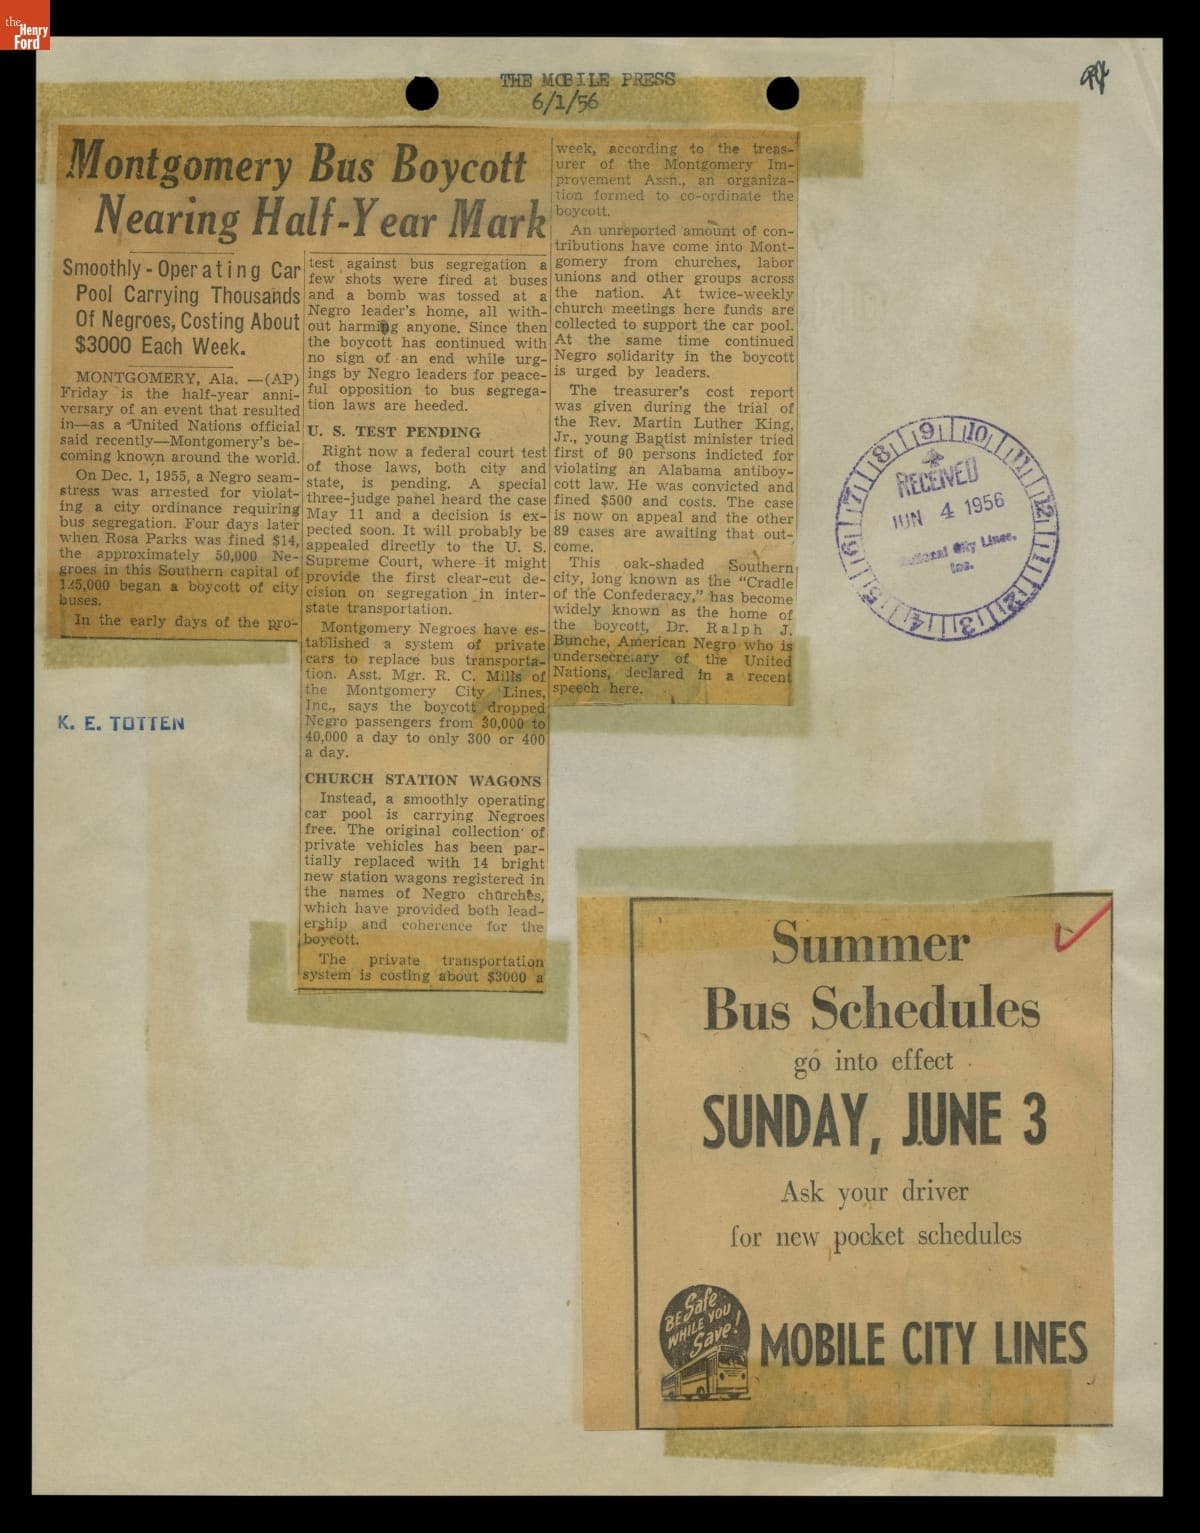 the
Henry
Ford
THE MOBILE PRESS
6/1/56
Montgomery Bus Boycott
Nearing Half-Year Mark
Smoothly-Operating Car
Pool Carrying Thousands
Of Negroes, Costing About
$3000 Each Week.
MONTGOMERY, Ala. —(AP)
Friday is the half-year anni-
versary of an event that resulted
in—as a United Nations official
said recently—Montgomery's be-
coming known around the world.
On Dec. 1, 1955, a Negro seam-
stress was arrested for violat-
ing a city ordinance requiring
bus segregation. Four days later
when Rosa Parks was fined $14,
the approximately 50,000 Ne-
groes in this Southern capital of
125,000 began a boycott of city
buses.
In the early days of the pro-
test against bus segregation a
few shots were fired at buses
and a bomb was tossed at a
Negro leader's home, all with-
out harming anyone. Since then
the boycott has continued with
no sign of an end while urg-
ings by Negro leaders for peace-
ful opposition to bus segrega-
tion laws are heeded.
U. S. TEST PENDING
Right now a federal court test
of those laws, both city and
state, is pending. A special
three-judge panel heard the case
May 11 and a decision is ex-
pected soon. It will probably be
appealed directly to the U. S.
Supreme Court, where it might
provide the first clear-cut de-
cision on segregation in inter-
state transportation.
Montgomery Negroes have es-
tablished a system of private
cars to replace bus transporta-
tion. Asst. Mgr. R. C. Mills of
the Montgomery City Lines,
Inc., says the boycott dropped
Negro passengers from 30,000 to
40,000 a day to only 300 or 400
a day.
CHURCH STATION WAGONS
Instead, a smoothly operating
car pool is carrying Negroes
free. The original collection of
private vehicles has been par-
tially replaced with 14 bright
new station wagons registered in
the names of Negro churches,
which have provided both lead-
ership and coherence for the
boycott.
The private transportation
system is costing about $3000 a
week, according to the treas-
urer of the Montgomery Im-
provement Assn., an organiza-
tion formed to co-ordinate the
boycott.
An unreported amount of con-
tributions have come into Mont-
gomery from churches, labor
unions and other groups across
the nation. At twice-weekly
church meetings here funds are
collected to support the car pool.
At the same time continued
Negro solidarity in the boycott
is urged by leaders.
The treasurer's cost report
was given during the trial of
the Rev. Martin Luther King,
Jr., young Baptist minister tried
first of 90 persons indicted for
violating an Alabama antiboy-
cott law. He was convicted and
fined $500 and costs. The case
is now on appeal and the other
89 cases are awaiting that out-
come.
This oak-shaded Southern
city, long known as the "Cradle
of the Confederacy," has become
widely known as the home of
the boycott, Dr. Ralph J.
Bunche, American Negro who is
undersecretary of the United
Nations, declared in a recent
speech here.
9 10 11 12 1 2 3 4 5 6 7 8
RECEIVED
JUN 4 1956
National City Lines,
Inc.
K. E. TOTTEN
Summer
Bus Schedules
go into effect
SUNDAY, JUNE 3
Ask your driver
for new pocket schedules
BE Safe
WHILE YOU
Save!
MOBILE CITY LINES